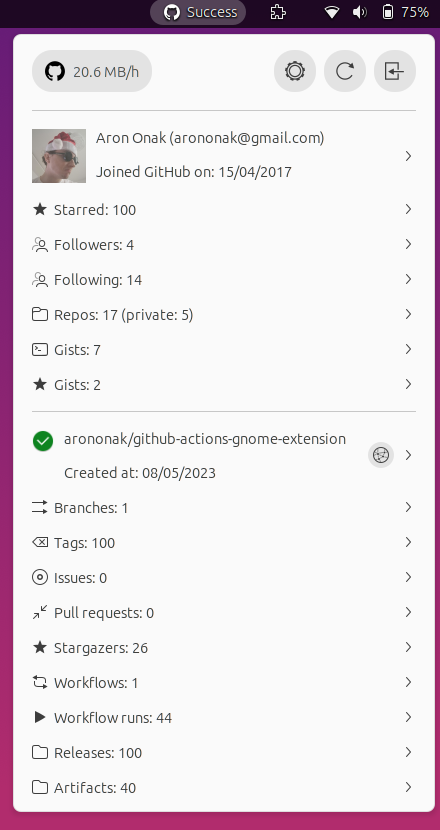 Success
75%
20.6 MB/h
Aron Onak (arononak@gmail.com)
Joined GitHub on: 15/04/2017
Starred: 100
Followers: 4
Following: 14
Repos: 17 (private: 5)
Gists: 7
Gists: 2
arononak/github-actions-gnome-extension
Created at: 08/05/2023
Branches: 1
Tags: 100
Issues: 0
Pull requests: 0
Stargazers: 26
Workflows: 1
Workflow runs: 44
Releases: 100
Artifacts: 40